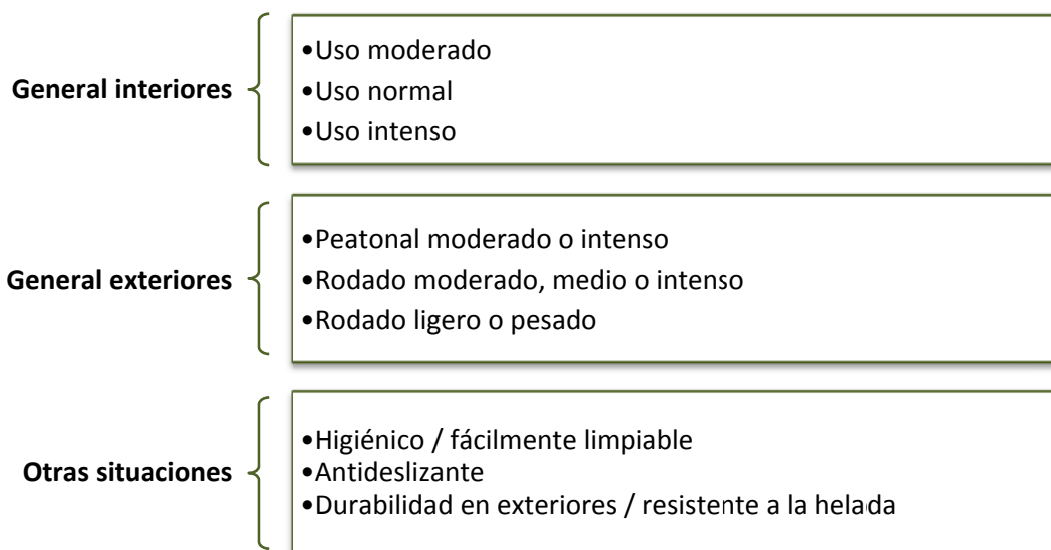 General interiores
•Uso moderado
•Uso normal
•Uso intenso
General exteriores
•Peatonal moderado o intenso
•Rodado moderado, medio o intenso
•Rodado ligero o pesado
Otras situaciones
•Higiénico / fácilmente limpiable
•Antideslizante
•Durabilidad en exteriores / resistente a la helada